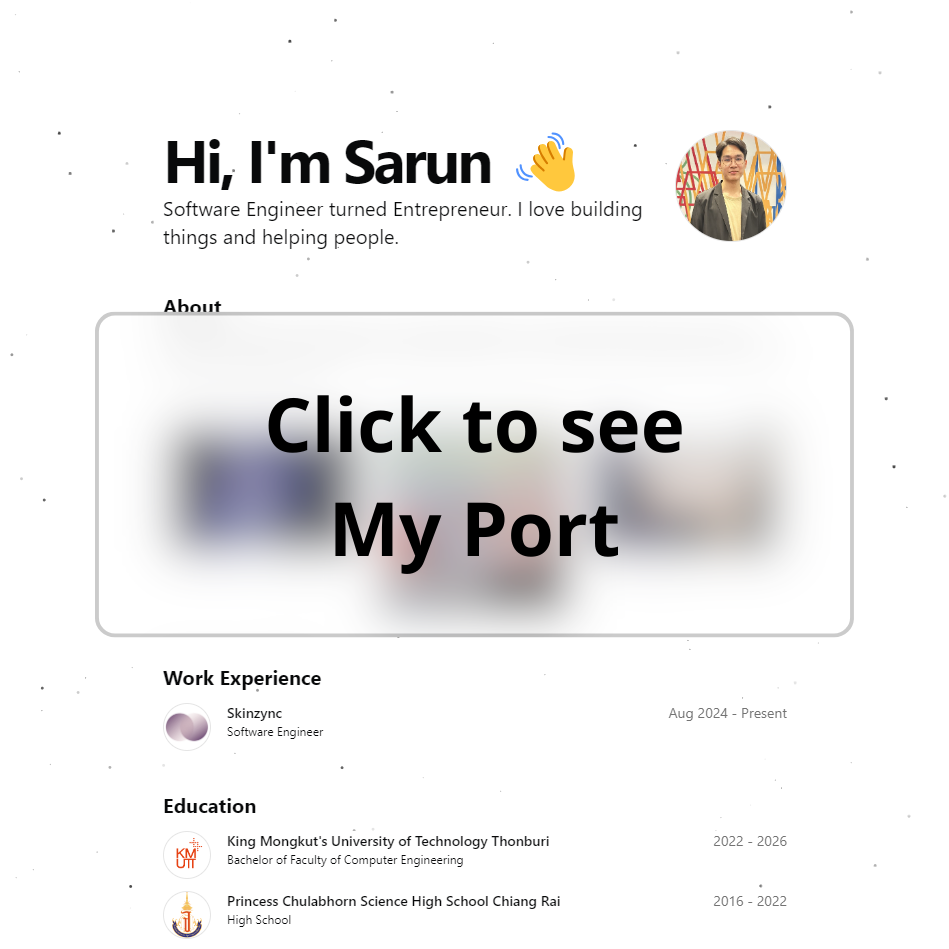 Hi, I'm Sarun 👋
Software Engineer turned Entrepreneur. I love building
things and helping people.
About
Click to see
My Port
Work Experience
Skinzync
Aug 2024 - Present
Software Engineer
Education
KM
UTT
King Mongkut's University of Technology Thonburi
2022 - 2026
Bachelor of Faculty of Computer Engineering
Princess Chulabhorn Science High School Chiang Rai
2016 - 2022
High School